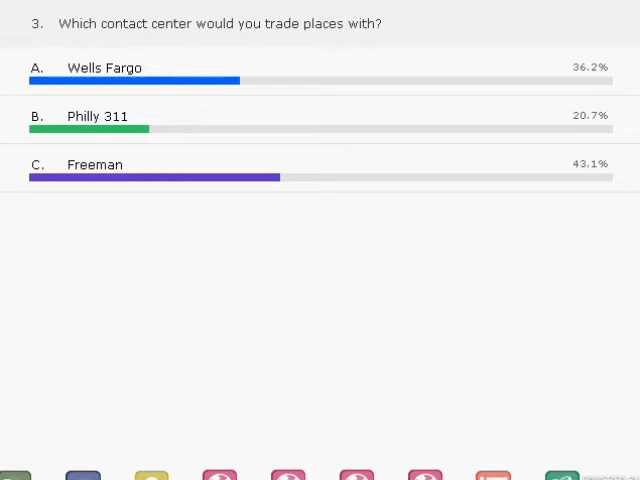 3. Which contact center would you trade places with?
A. Wells Fargo 36.2%
B. Philly 311 20.7%
C. Freeman 43.1%